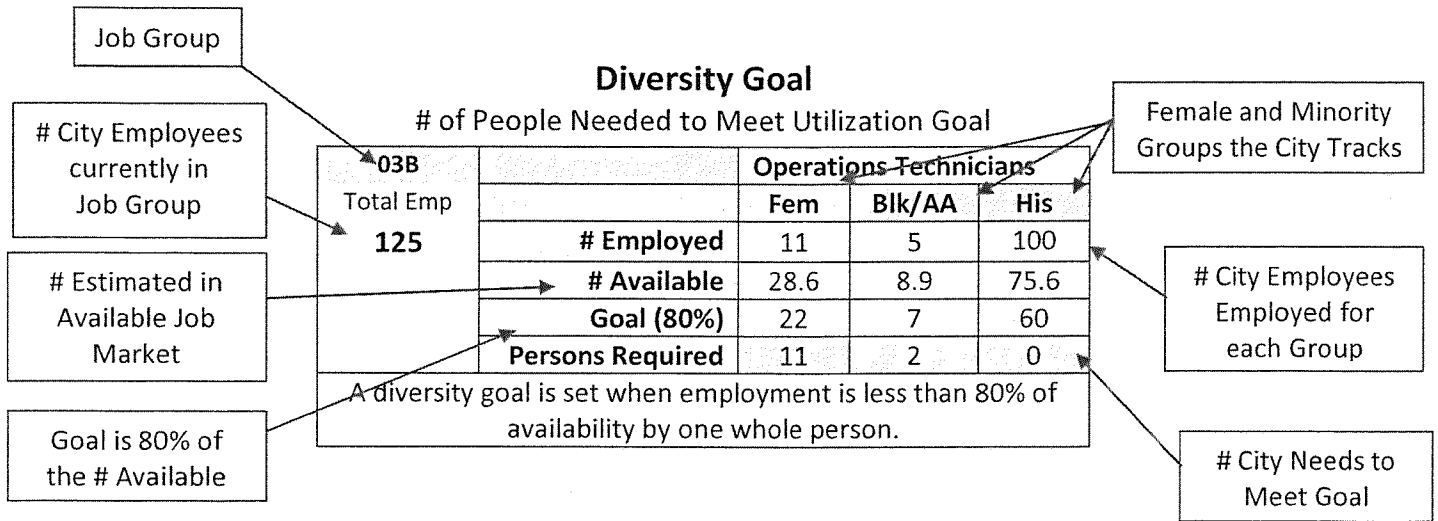 Job Group
Diversity Goal
# of People Needed to Meet Utilization Goal
Female and Minority
Groups the City Tracks
# City Employees
currently in
Job Group
03B Operations Technicians
Total Emp Fem Blk/AA His
125 # Employed 11 5 100
# Available 28.6 8.9 75.6
Goal (80%) 22 7 60
Persons Required 11 2 0
A diversity goal is set when employment is less than 80% of
availability by one whole person.
# Estimated in
Available Job
Market
# City Employees
Employed for
each Group
Goal is 80% of
the # Available
# City Needs to
Meet Goal